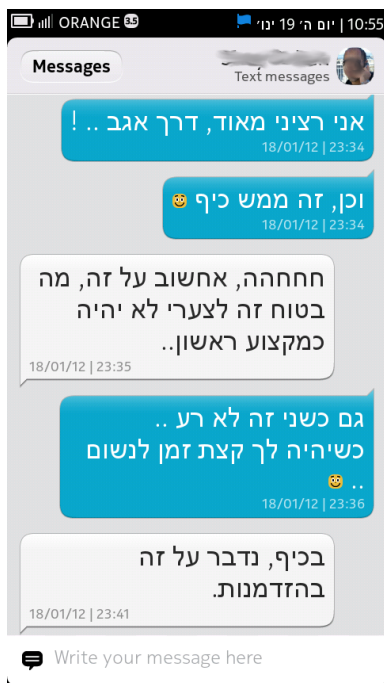 ORANGE 3.5
יום ה׳ 19 ינו׳ | 10:55
Messages
Text messages
אני רציני מאוד, דרך אגב .. !
18/01/12 | 23:34
וכן, זה ממש כיף
18/01/12 | 23:34
חחחהה, אחשוב על זה, מה
בטוח זה לצערי לא יהיה
כמקצוע ראשון..
18/01/12 | 23:35
גם כשני זה לא רע ..
כשיהיה לך קצת זמן לנשום
..
18/01/12 | 23:36
בכיף, נדבר על זה
בהזדמנות.
18/01/12 | 23:41
Write your message here